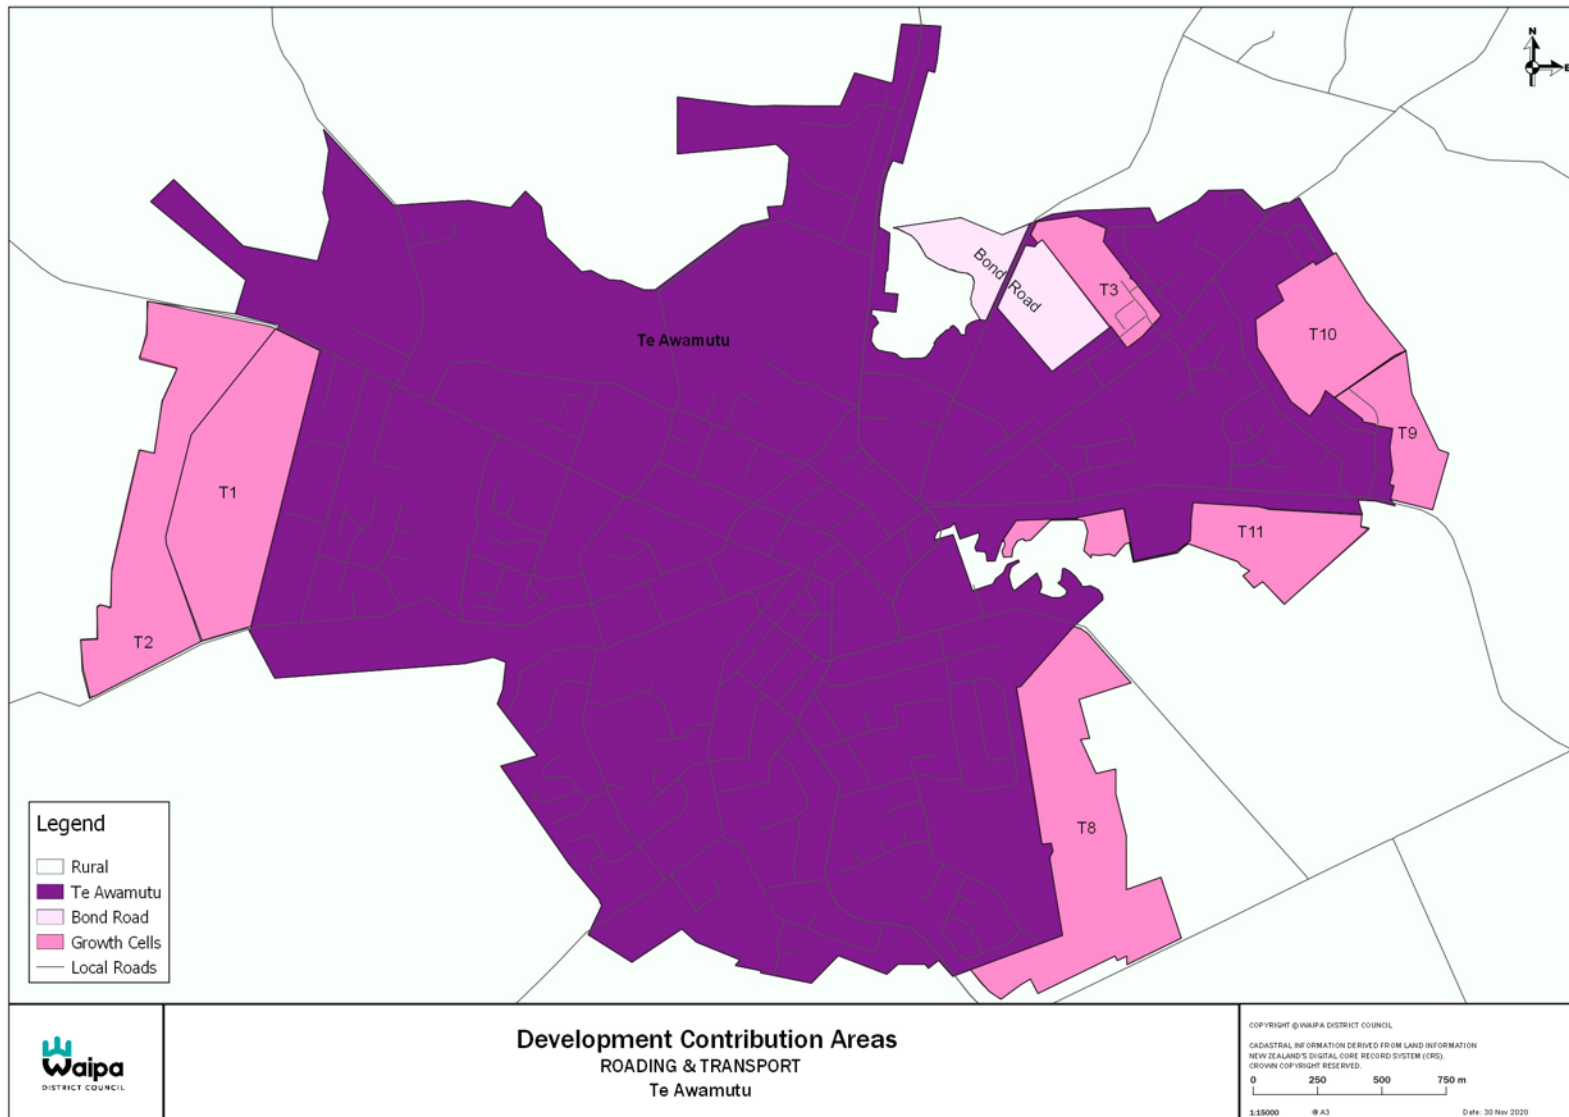 N
E
Bond Road
T3
T10
Te Awamutu
T9
T1
T11
T2
T8
Legend
Rural
Te Awamutu
Bond Road
Growth Cells
Local Roads
Waipa
DISTRICT COUNCIL
Development Contribution Areas
ROADING & TRANSPORT
Te Awamutu
COPYRIGHT @ WAIPA DISTRICT COUNCIL
CADASTRAL INFORMATION DERIVED FROM LAND INFORMATION
NEW ZEALAND'S DIGITAL CORE RECORD SYSTEM (CRS).
CROWN COPYRIGHT RESERVED.
0 250 500 750 m
1:15000 @ A3 Date: 30 Nov 2020